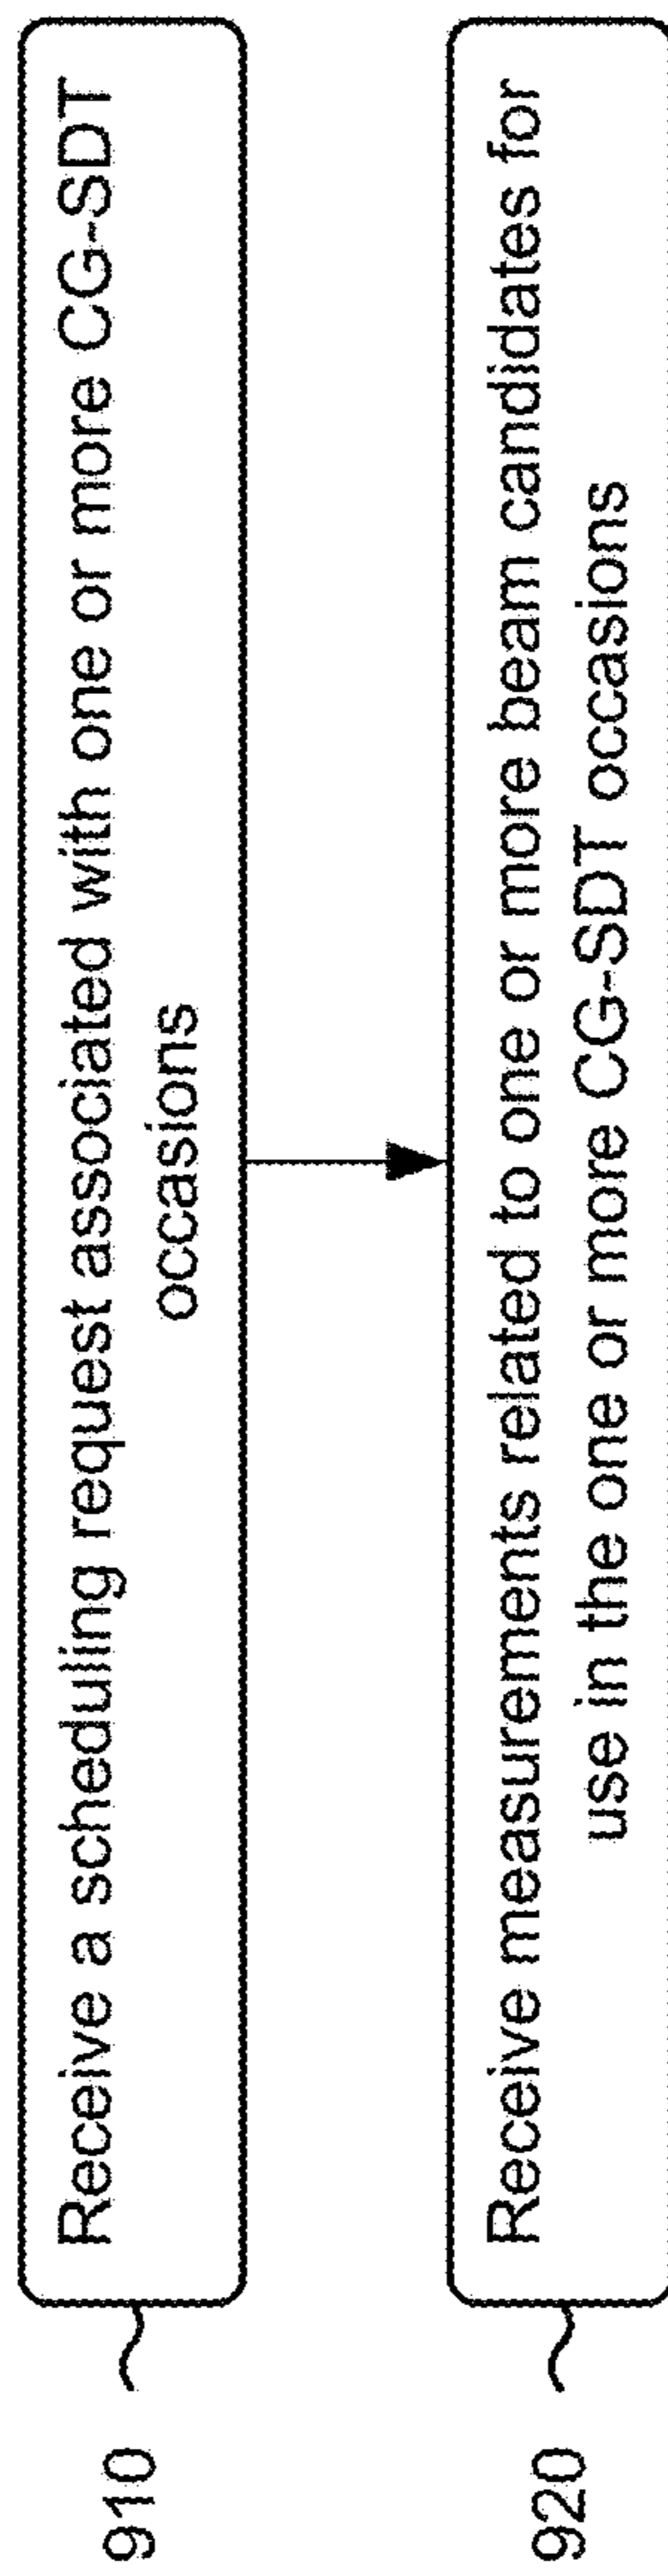 910
Receive a scheduling request associated with one or more CG-SDT
occasions
920
Receive measurements related to one or more beam candidates for
use in the one or more CG-SDT occasions